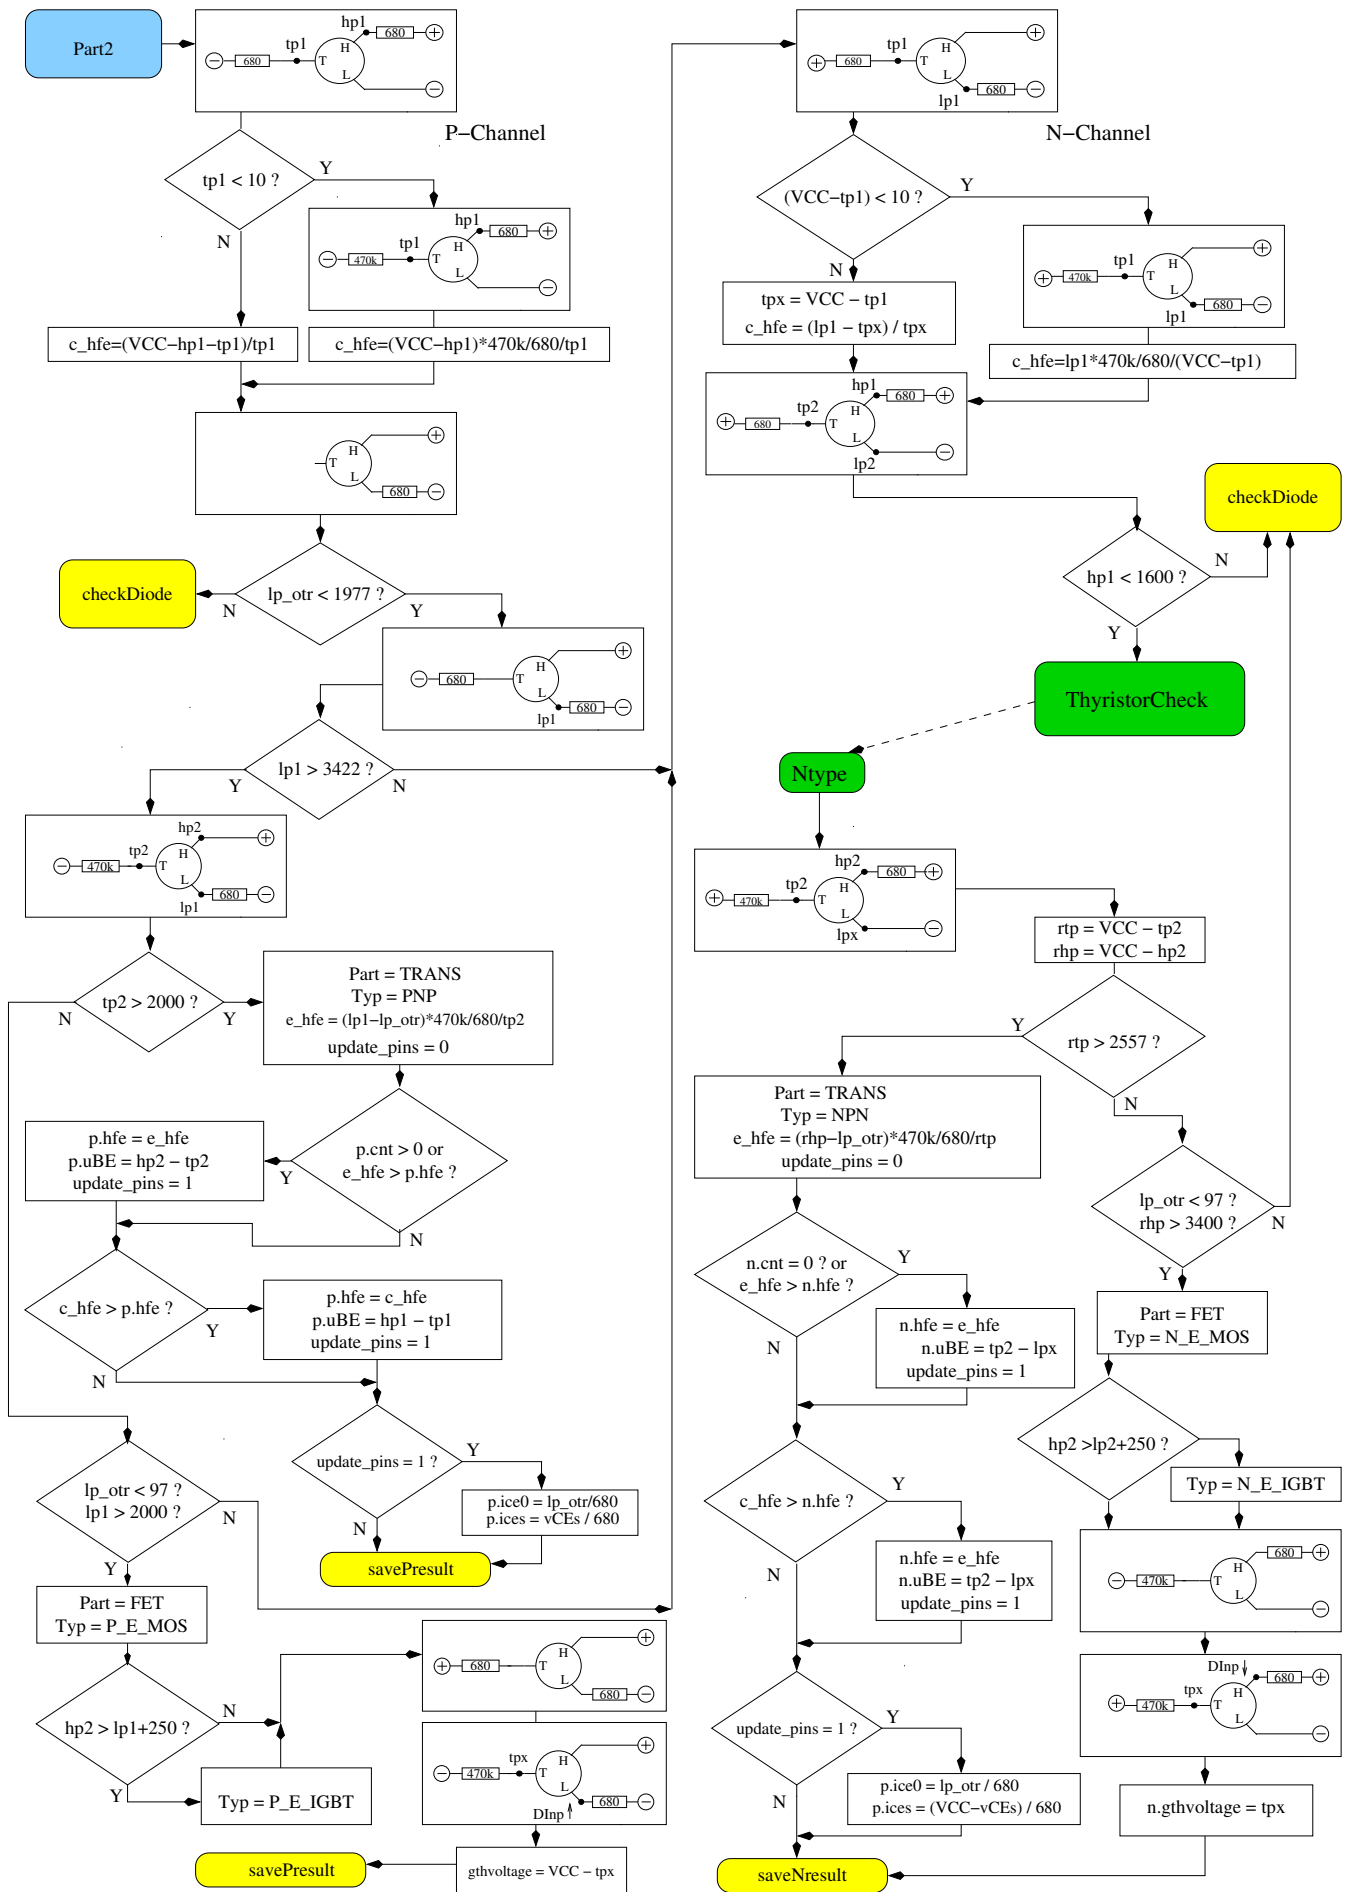 Part2
hp1
680
+
tp1
H
−
680
T
L
−
P−Channel
tp1 < 10 ?
Y
N
hp1
680
+
tp1
H
−
470k
T
L
−
c_hfe=(VCC−hp1−tp1)/tp1
c_hfe=(VCC−hp1)*470k/680/tp1
+
H
T
L
680
−
checkDiode
lp_otr < 1977 ?
N
Y
+
H
−
680
T
L
680
−
lp1
lp1 > 3422 ?
Y
N
hp2
+
tp2
H
−
470k
T
L
680
−
lp1
tp2 > 2000 ?
N
Y
Part = TRANS
Typ = PNP
e_hfe = (lp1−lp_otr)*470k/680/tp2
update_pins = 0
p.cnt > 0 or
e_hfe > p.hfe ?
Y
N
p.hfe = e_hfe
p.uBE = hp2 − tp2
update_pins = 1
c_hfe > p.hfe ?
Y
N
p.hfe = c_hfe
p.uBE = hp1 − tp1
update_pins = 1
update_pins = 1 ?
Y
N
p.ice0 = lp_otr/680
p.ices = vCEs / 680
savePresult
lp_otr < 97 ?
lp1 > 2000 ?
N
Y
Part = FET
Typ = P_E_MOS
hp2 > lp1+250 ?
N
Y
Typ = P_E_IGBT
+
H
+
680
T
L
680
−
+
tpx
H
−
470k
T
L
680
−
DInp
gthvoltage = VCC − tpx
savePresult
+
tp1
H
+
680
T
L
680
−
lp1
N−Channel
(VCC−tp1) < 10 ?
Y
N
+
tp1
H
+
470k
T
L
680
−
lp1
tpx = VCC − tp1
c_hfe = (lp1 − tpx) / tpx
c_hfe=lp1*470k/680/(VCC−tp1)
hp1
680
+
tp2
H
+
680
T
L
−
lp2
checkDiode
hp1 < 1600 ?
N
Y
ThyristorCheck
Ntype
hp2
680
+
tp2
H
+
470k
T
L
−
lpx
rtp = VCC − tp2
rhp = VCC − hp2
rtp > 2557 ?
Y
N
Part = TRANS
Typ = NPN
e_hfe = (rhp−lp_otr)*470k/680/rtp
update_pins = 0
lp_otr < 97 ?
rhp > 3400 ?
N
Y
n.cnt = 0 ? or
e_hfe > n.hfe ?
Y
N
n.hfe = e_hfe
n.uBE = tp2 − lpx
update_pins = 1
Part = FET
Typ = N_E_MOS
hp2 >lp2+250 ?
Y
Typ = N_E_IGBT
c_hfe > n.hfe ?
Y
N
n.hfe = e_hfe
n.uBE = tp2 − lpx
update_pins = 1
680
+
H
−
470k
T
L
−
DInp
680
+
tpx
H
+
470k
T
L
−
update_pins = 1 ?
Y
N
p.ice0 = lp_otr / 680
p.ices = (VCC−vCEs) / 680
n.gthvoltage = tpx
saveNresult